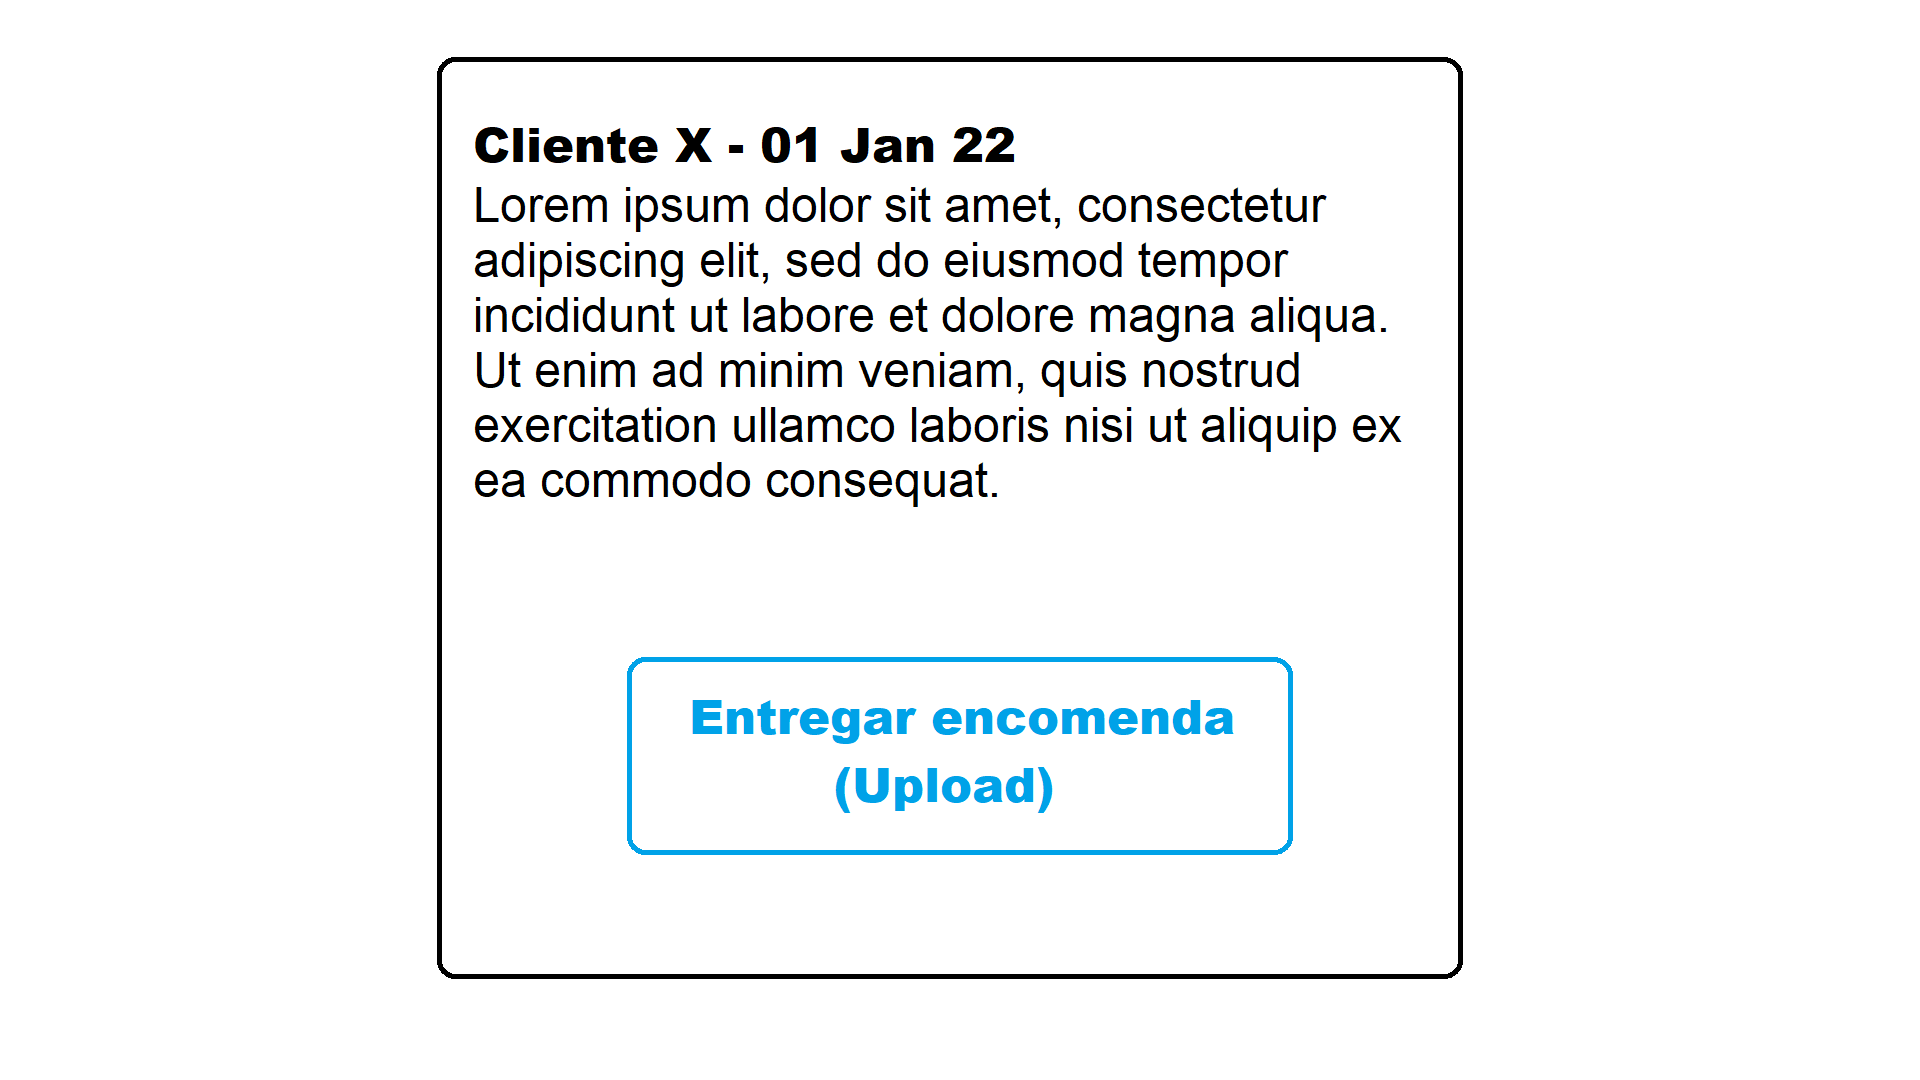 Cliente X - 01 Jan 22
Lorem ipsum dolor sit amet, consectetur
adipiscing elit, sed do eiusmod tempor
incididunt ut labore et dolore magna aliqua.
Ut enim ad minim veniam, quis nostrud
exercitation ullamco laboris nisi ut aliquip ex
ea commodo consequat.
Entregar encomenda
(Upload)